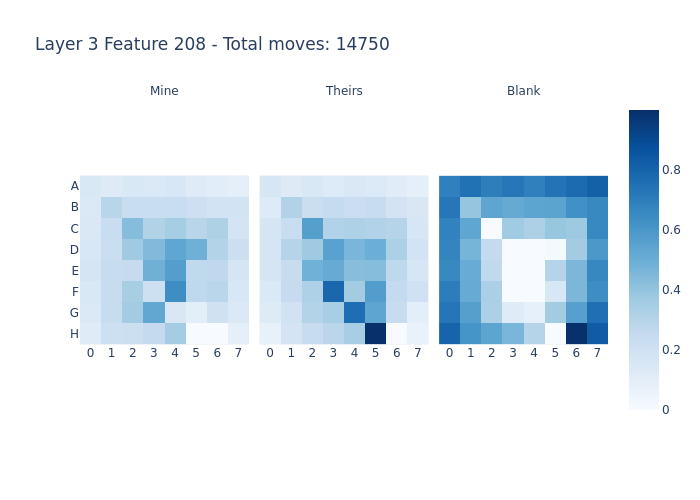 Layer 3 Feature 208 - Total moves: 14750
Mine Theirs Blank
A
B
C
D
E
F
G
H
0 1 2 3 4 5 6 7 0 1 2 3 4 5 6 7 0 1 2 3 4 5 6 7
0.8
0.6
0.4
0.2
0